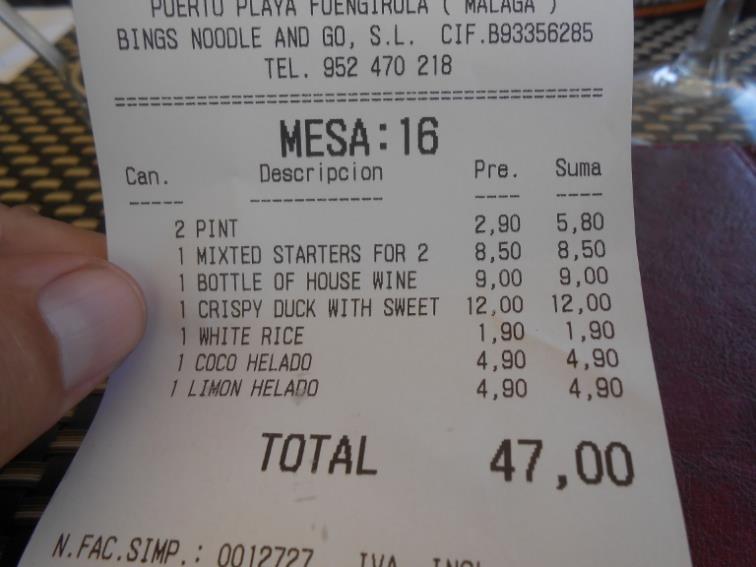 PUERTO PLAYA FUENGIROLA ( MALAGA )
BINGS NOODLE AND GO, S.L. CIF.B93356285
TEL. 952 470 218
MESA:16
Can. Descripcion Pre. Suma
2 PINT 2,90 5,80
1 MIXTED STARTERS FOR 2 8,50 8,50
1 BOTTLE OF HOUSE WINE 9,00 9,00
1 CRISPY DUCK WITH SWEET 12,00 12,00
1 WHITE RICE 1,90 1,90
1 COCO HELADO 4,90 4,90
1 LIMON HELADO 4,90 4,90
TOTAL 47,00
N.FAC.SIMP.: 0012727 IVA